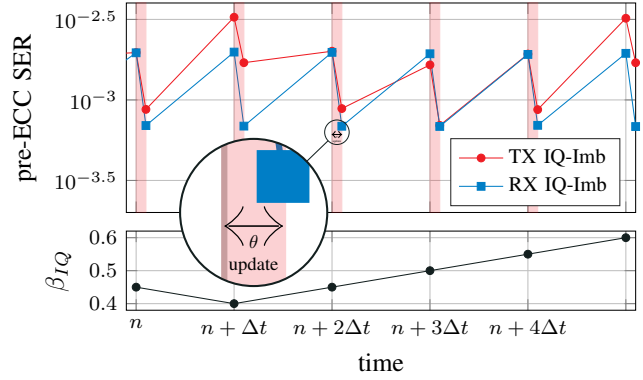 10^{-2.5}
10^{-3}
10^{-3.5}
pre-ECC SER
TX IQ-Imb
RX IQ-Imb
θ
update
0.6
0.5
0.4
β_{IQ}
n
n + Δt
n + 2Δt
n + 3Δt
n + 4Δt
time